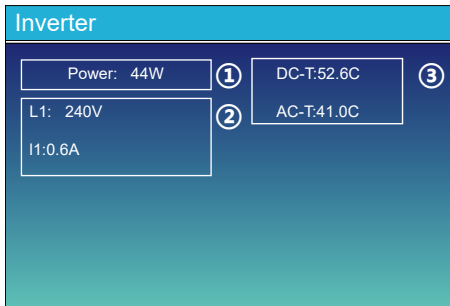 Inverter
Power: 44W
①
DC-T:52.6C
③
L1: 240V
②
AC-T:41.0C
I1:0.6A